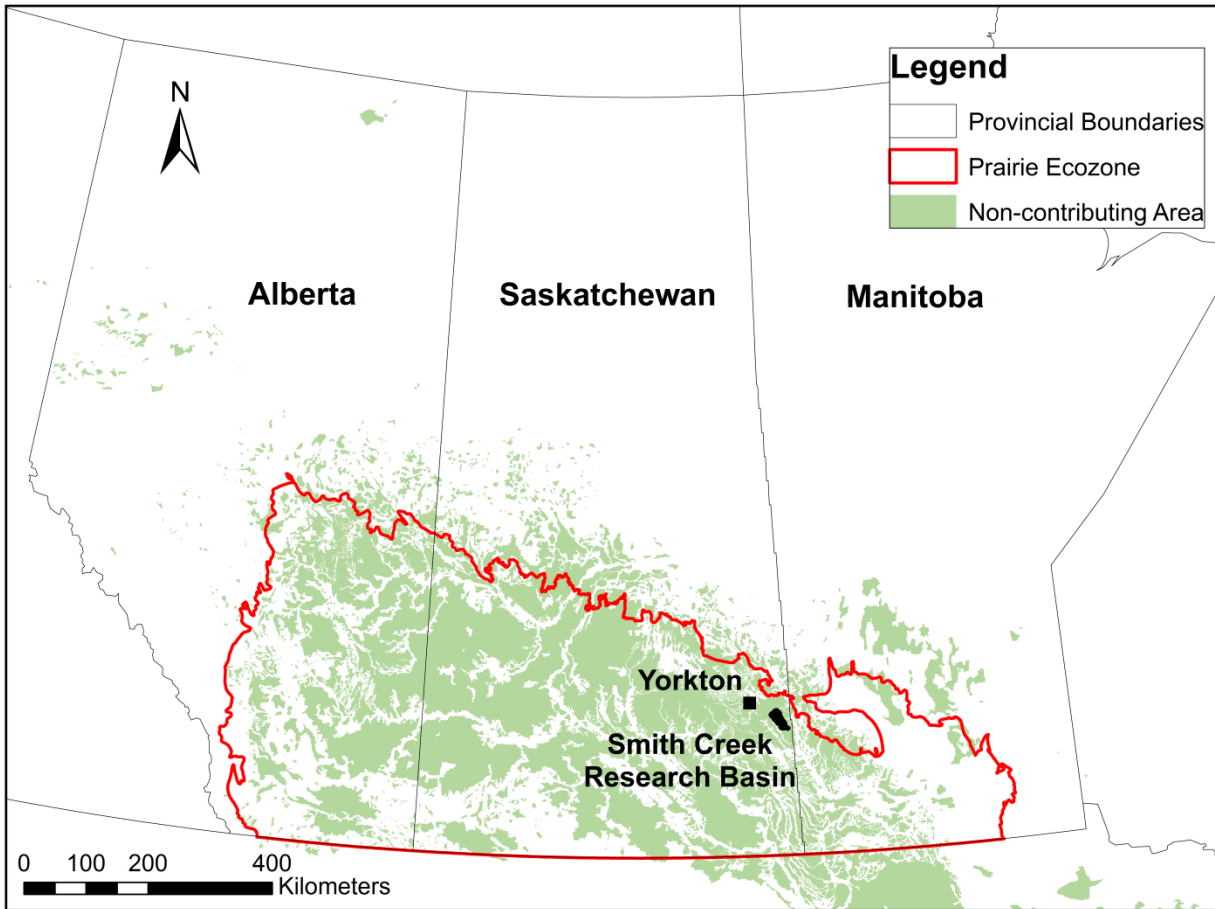 Legend
Provincial Boundaries
Prairie Ecozone
Non-contributing Area
N
Alberta
Saskatchewan
Manitoba
Yorkton
Smith Creek
Research Basin
0 100 200 400
Kilometers